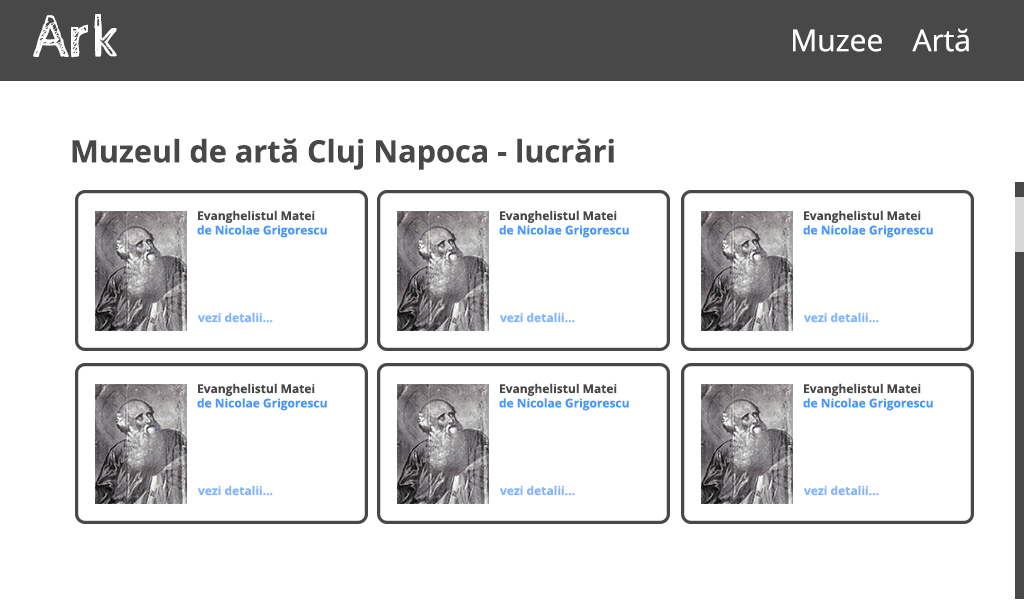 Ark
Muzee Artă
Muzeul de artă Cluj Napoca - lucrări
Evanghelistul Matei
de Nicolae Grigorescu
vezi detalii...
Evanghelistul Matei
de Nicolae Grigorescu
vezi detalii...
Evanghelistul Matei
de Nicolae Grigorescu
vezi detalii...
Evanghelistul Matei
de Nicolae Grigorescu
vezi detalii...
Evanghelistul Matei
de Nicolae Grigorescu
vezi detalii...
Evanghelistul Matei
de Nicolae Grigorescu
vezi detalii...